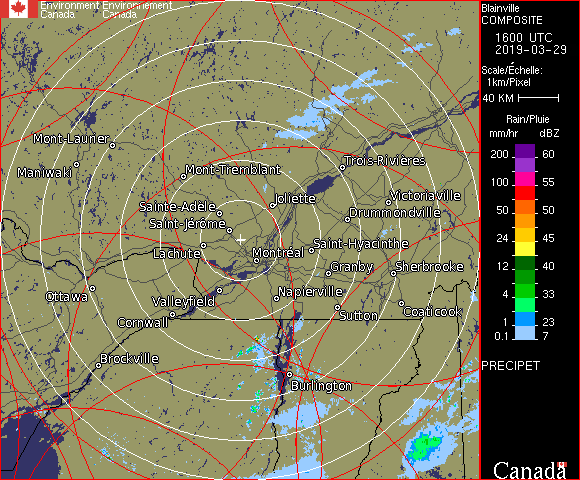 Environment Environnement
Canada Canada
Blainville
COMPOSITE
1600 UTC
2019-03-29
Scale/Échelle:
1km/Pixel
40 KM
Rain/Pluie
mm/hr dBZ
200 60
100 55
50 50
24 45
12 40
4 33
1 23
0.1 7
PRECIPET
Canada
Mont-Laurier
Maniwaki
Mont-Tremblant
Trois-Rivières
Sainte-Adèle
Joliette
Victoriaville
Saint-Jérôme
Drummondville
Lachute
Montréal
Saint-Hyacinthe
Granby
Sherbrooke
Ottawa
Valleyfield
Napierville
Cornwall
Sutton
Coaticook
Brockville
Burlington